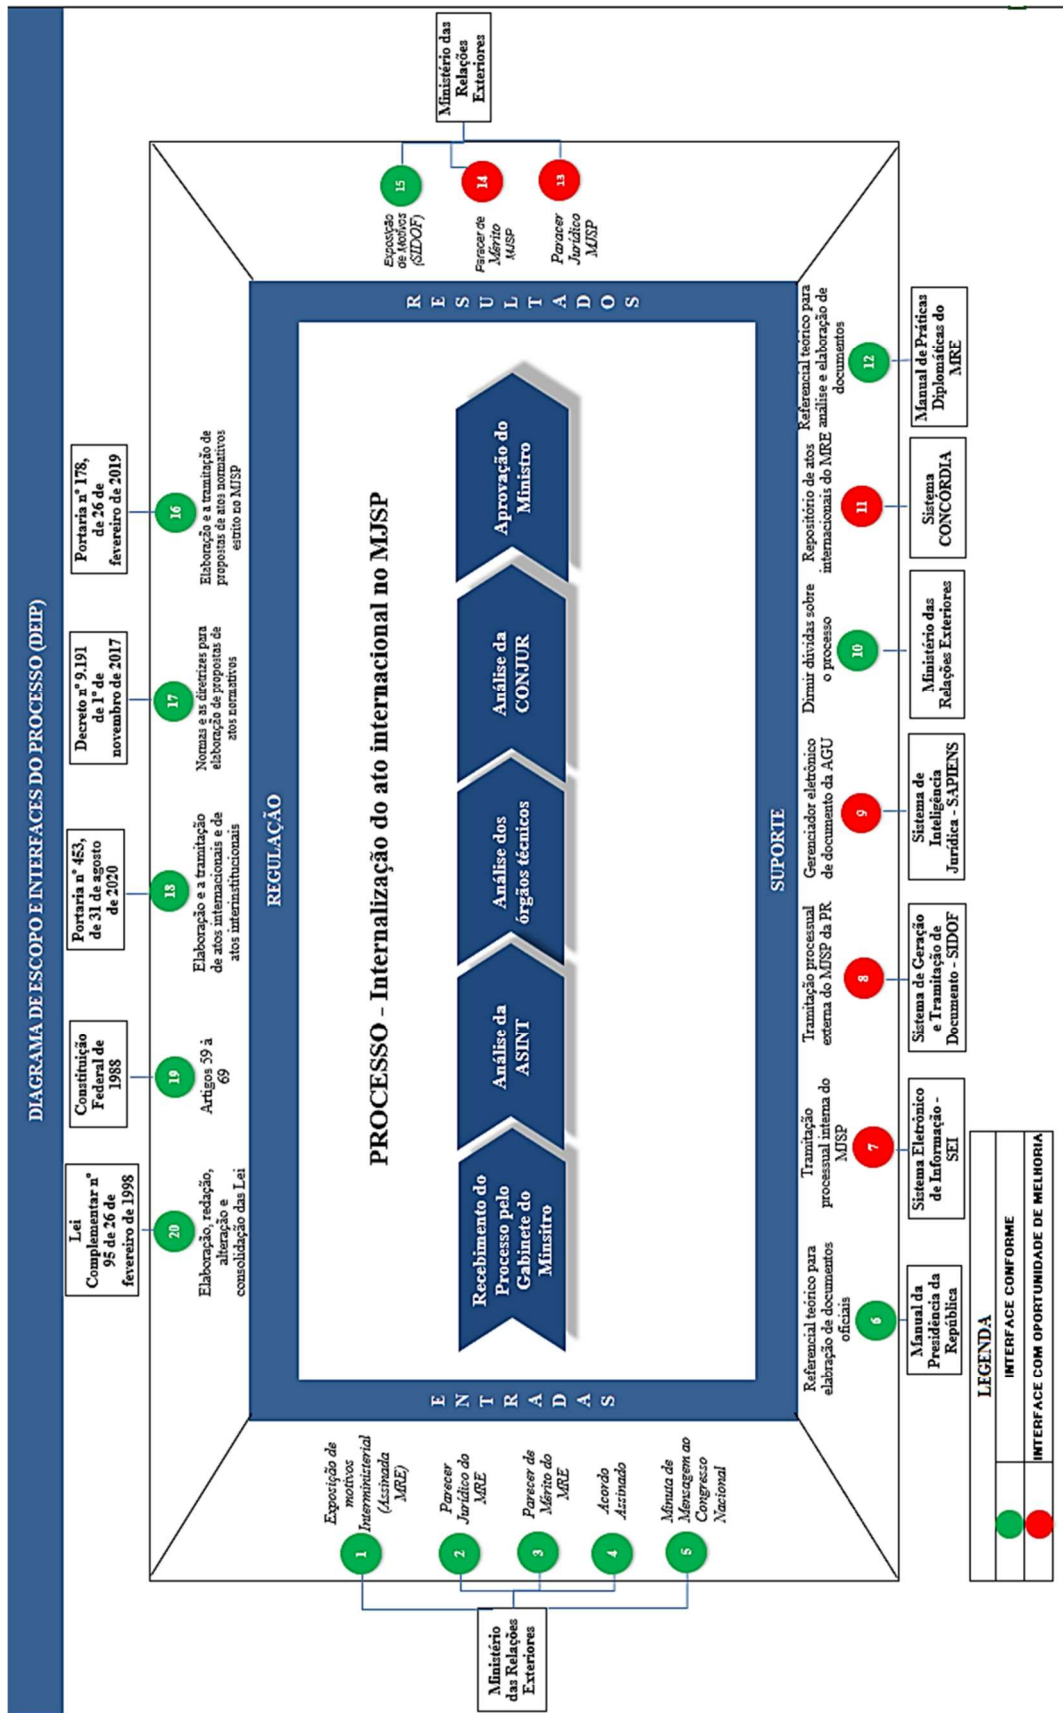 DIAGRAMA DE ESCOPO E INTERFACES DO PROCESSO (DEIP)
Lei
Complementar nº
95 de 26 de
fevereiro de 1998
20
Elaboração, redação,
alteração e
consolidação das Lei
Constituição
Federal de
1988
19
Artigos 59 à
69
Portaria nº 453,
de 31 de agosto
de 2020
18
Elaboração e a tramitação
de atos internacionais e de
atos interinstitucionais
Decreto nº 9.191
de 1º de
novembro de 2017
17
Normas e as diretrizes para
elaboração de propostas de
atos normativos
Portaria nº 178,
de 26 de
fevereiro de 2019
16
Elaboração e a tramitação de
propostas de atos normativos
estrito no MJSP
REGULAÇÃO
Ministério
das Relações
Exteriores
1
Exposição de
motivos
Interministerial
(Assinada
MRE)
2
Parecer
Jurídico do
MRE
3
Parecer de
Mérito do
MRE
4
Acordo
Assinado
5
Minuta de
Mensagem ao
Congresso
Nacional
ENTRADAS
PROCESSO - Internalização do ato internacional no MJSP
Recebimento do
Processo pelo
Gabinete do
Minsitro
Análise da
ASINT
Análise dos
órgãos técnicos
Análise da
CONJUR
Aprovação do
Ministro
RESULTADOS
Exposição
de Motivos
(SIDOF)
15
Parecer de
Mérito
MJSP
14
Paracer
Jurídico
MJSP
13
Ministério das
Relações
Exteriores
SUPORTE
Referencial teórico para
elabração de documentos
oficiais
6
Manual da
Presidência da
República
Tramitação
processual interna do
MJSP
7
Sistema Eletrônico
de Informação -
SEI
Tramitação processual
externa do MJSP da PR
8
Sistema de Geração
e Tramitação de
Documento - SIDOF
Gerenciador eletrônico
de documento da AGU
9
Sistema de
Inteligência
Jurídica - SAPIENS
Dimir dúvidas sobre
o processo
10
Ministério das
Relações Exteriores
Repositório de atos
internacionais do MRE
11
Sistema
CONCÓRDIA
Referencial teórico para
análise e elaboração de
documentos
12
Manual de Práticas
Diplomáticas do
MRE
LEGENDA
INTERFACE CONFORME
INTERFACE COM OPORTUNIDADE DE MELHORIA